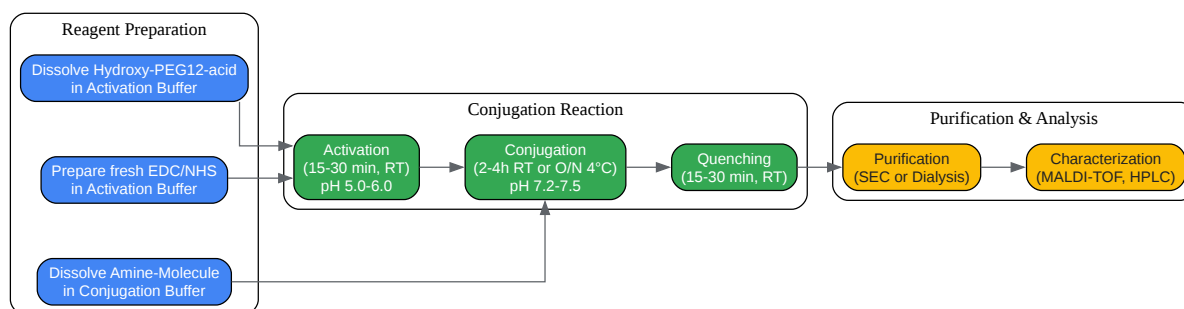 Reagent Preparation
Dissolve Hydroxy-PEG12-acid
in Activation Buffer
Prepare fresh EDC/NHS
in Activation Buffer
Dissolve Amine-Molecule
in Conjugation Buffer
Conjugation Reaction
Activation
(15-30 min, RT)
pH 5.0-6.0
Conjugation
(2-4h RT or O/N 4°C)
pH 7.2-7.5
Quenching
(15-30 min, RT)
Purification & Analysis
Purification
(SEC or Dialysis)
Characterization
(MALDI-TOF, HPLC)